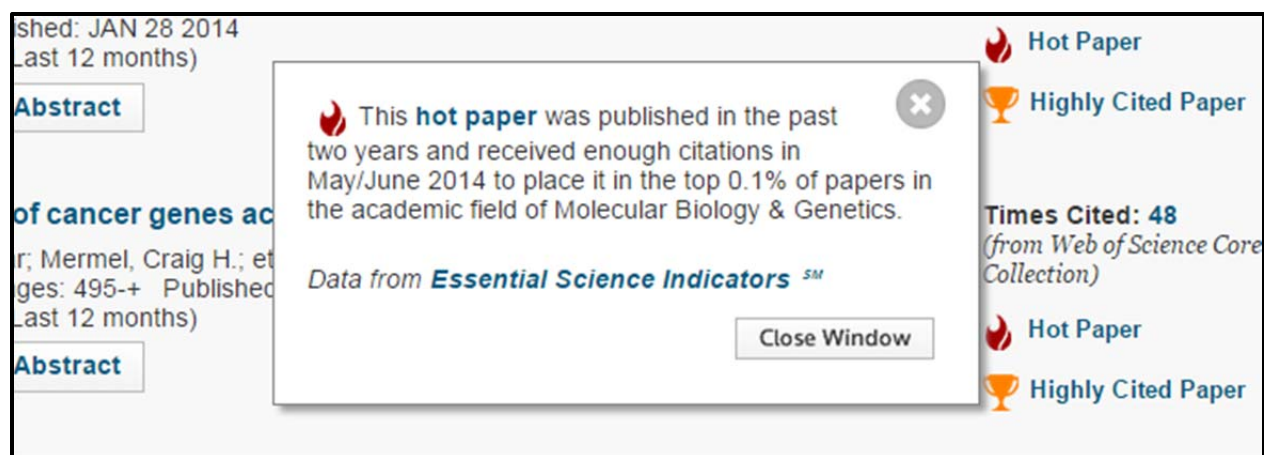 ished: JAN 28 2014
Last 12 months)
Abstract
Hot Paper
Highly Cited Paper
This hot paper was published in the past
two years and received enough citations in
May/June 2014 to place it in the top 0.1% of papers in
the academic field of Molecular Biology & Genetics.
Data from Essential Science Indicators ℠
Close Window
of cancer genes ac
ar; Mermel, Craig H.; et
ages: 495-+ Published
Last 12 months)
Abstract
Times Cited: 48
(from Web of Science Core
Collection)
Hot Paper
Highly Cited Paper